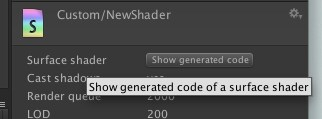 S
Custom/NewShader
Surface shader Show generated code
Cast shadows
Show generated code of a surface shader
Render queue 2000
LOD 200